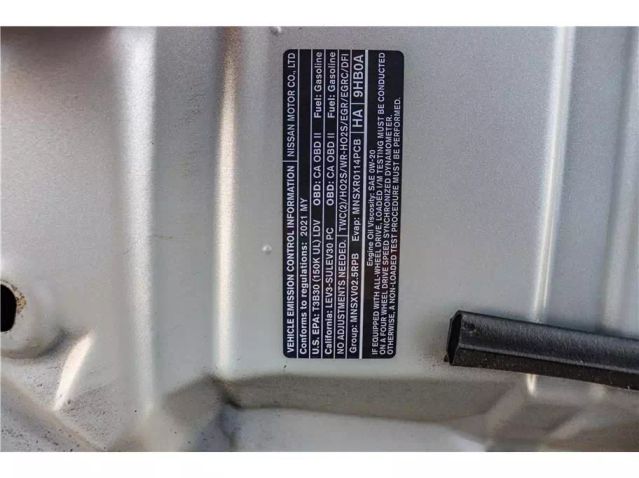 VEHICLE EMISSION CONTROL INFORMATION NISSAN MOTOR CO., LTD
Conforms to regulations: 2021 MY
U.S. EPA: T3B30 (150K UL) LDV OBD: CA OBD II Fuel: Gasoline
California: LEV3-SULEV30 PC OBD: CA OBD II Fuel: Gasoline
NO ADJUSTMENTS NEEDED. TWC(2)/HO2S/WR-HO2S/EGR/EGRC/DFI
Group: MNSXV02.5RPB Evap: MNSXR0114PCB HA 9HB0A
Engine Oil Viscosity: SAE 0W-20
IF EQUIPPED WITH ALL-WHEEL DRIVE, LOADED I/M TESTING MUST BE CONDUCTED
ON A FOUR WHEEL DRIVE SPEED SYNCHRONIZED DYNAMOMETER.
OTHERWISE, A NON-LOADED TEST PROCEDURE MUST BE PERFORMED.